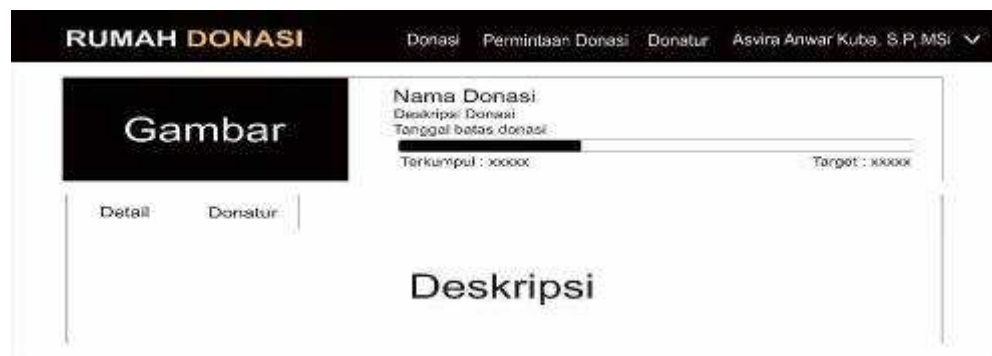 RUMAH DONASI Donasi Permintaan Donasi Donatur Asvira Anwar Kuba, S.P, MSi
Gambar
Nama Donasi
Deskripsi Donasi
Tanggal batas donasi
Terkumpul : xxxxx Target : xxxxx
Detail Donatur
Deskripsi